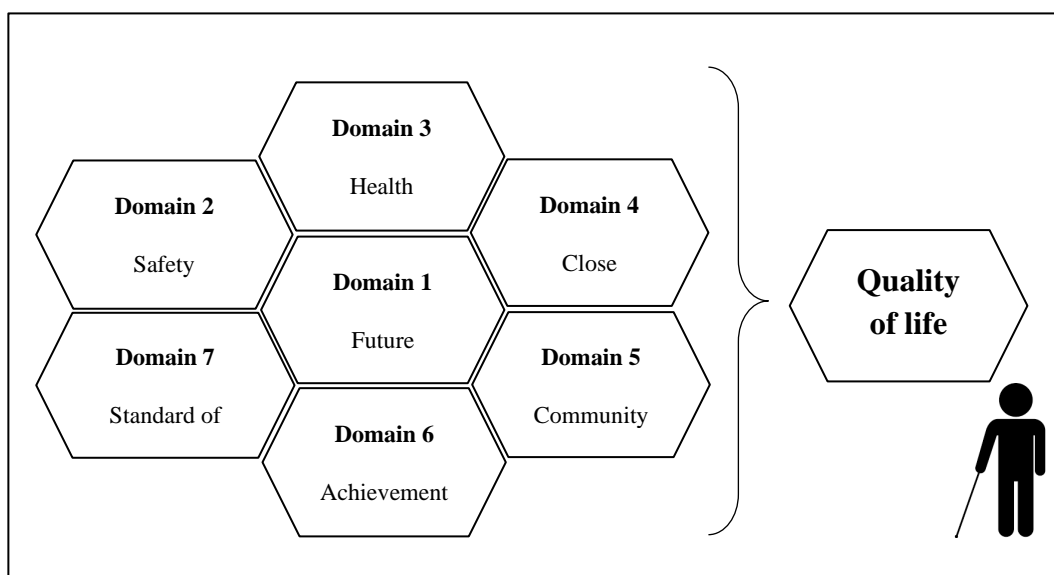 Domain 3
Health
Domain 2
Safety
Domain 4
Close
Domain 1
Future
Domain 7
Standard of
Domain 5
Community
Domain 6
Achievement
Quality
of life